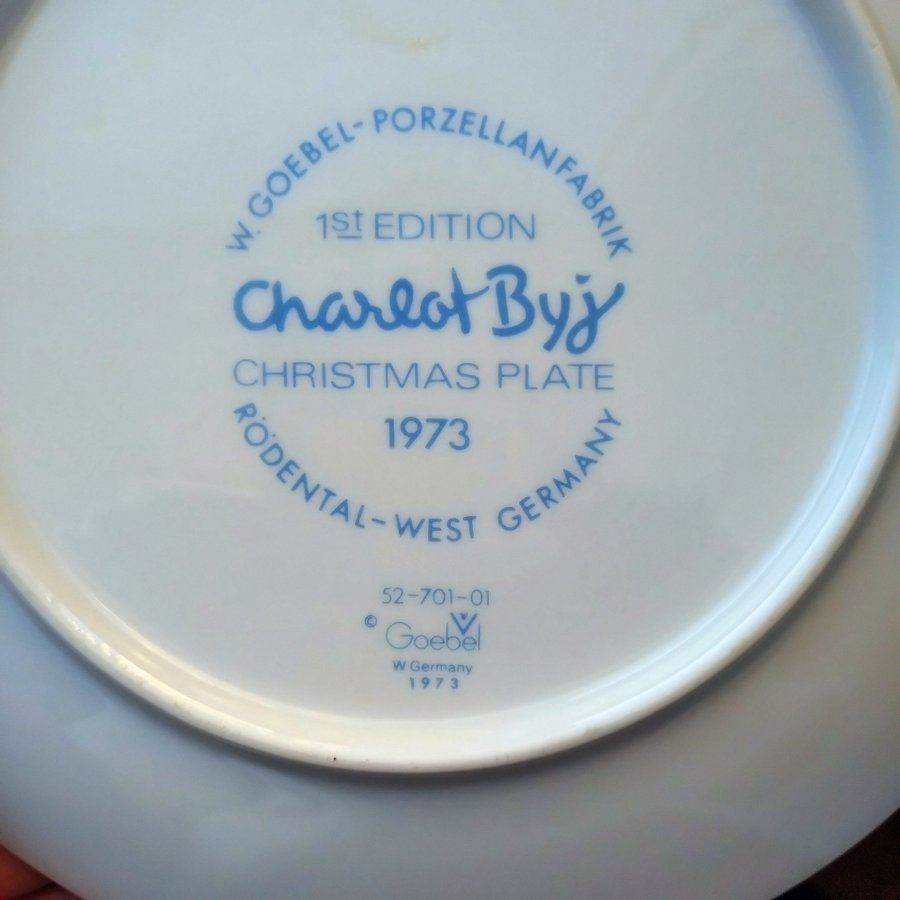 W. GOEBEL-PORZELLANFABRIK
1st EDITION
Charlot Byj
CHRISTMAS PLATE
1973
RÖDENTAL-WEST GERMANY
52-701-01
© Goebel
W Germany
1973